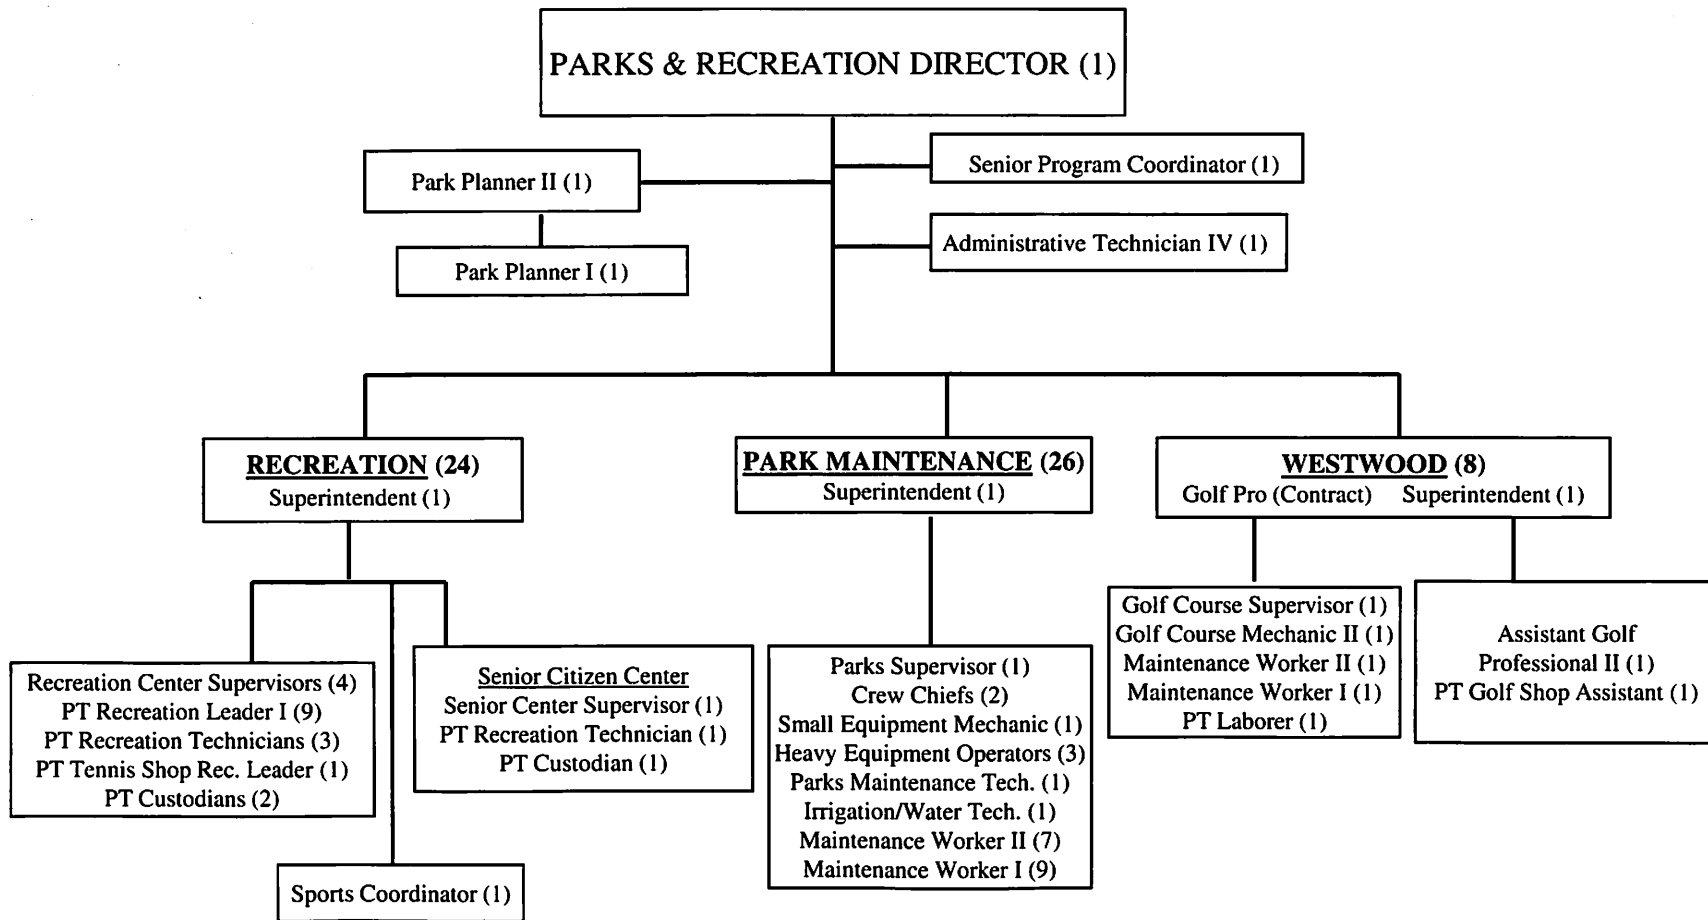 PARKS & RECREATION DIRECTOR (1)
Senior Program Coordinator (1)
Park Planner II (1)
Administrative Technician IV (1)
Park Planner I (1)
RECREATION (24)
Superintendent (1)
PARK MAINTENANCE (26)
Superintendent (1)
WESTWOOD (8)
Golf Pro (Contract) Superintendent (1)
Recreation Center Supervisors (4)
PT Recreation Leader I (9)
PT Recreation Technicians (3)
PT Tennis Shop Rec. Leader (1)
PT Custodians (2)
Senior Citizen Center
Senior Center Supervisor (1)
PT Recreation Technician (1)
PT Custodian (1)
Sports Coordinator (1)
Parks Supervisor (1)
Crew Chiefs (2)
Small Equipment Mechanic (1)
Heavy Equipment Operators (3)
Parks Maintenance Tech. (1)
Irrigation/Water Tech. (1)
Maintenance Worker II (7)
Maintenance Worker I (9)
Golf Course Supervisor (1)
Golf Course Mechanic II (1)
Maintenance Worker II (1)
Maintenance Worker I (1)
PT Laborer (1)
Assistant Golf
Professional II (1)
PT Golf Shop Assistant (1)